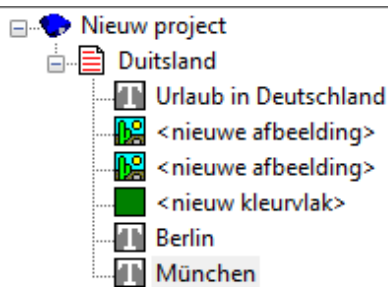 Nieuw project
Duitsland
Urlaub in Deutschland
<nieuwe afbeelding>
<nieuwe afbeelding>
<nieuw kleurvlak>
Berlin
München